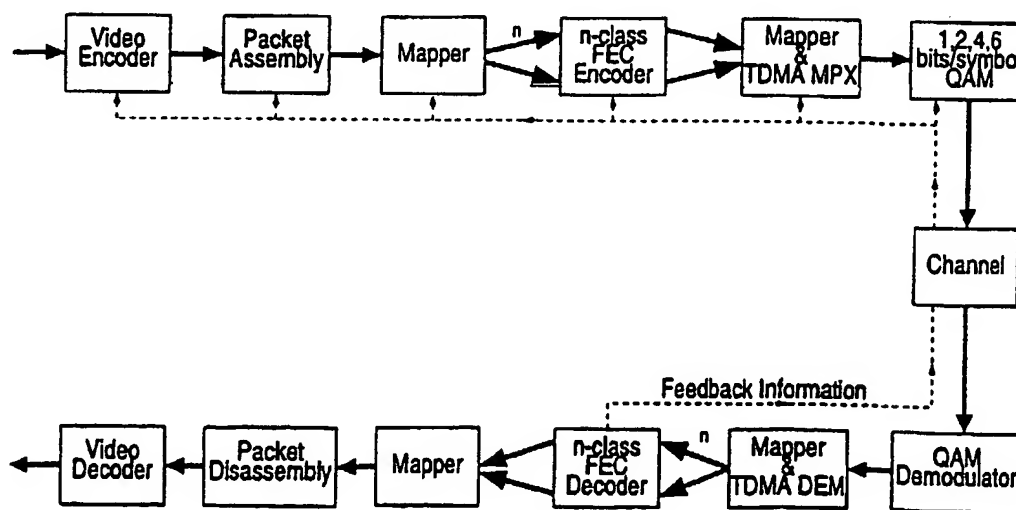 Video
Encoder
Packet
Assembly
Mapper
n
n-class
FEC
Encoder
Mapper
&
TDMA MPX
1,2,4,6
bits/symbo
QAM
Channel
Feedback Information
Video
Decoder
Packet
Disassembly
Mapper
n-class
FEC
Decoder
n
Mapper
&
TDMA DEM
QAM
Demodulator